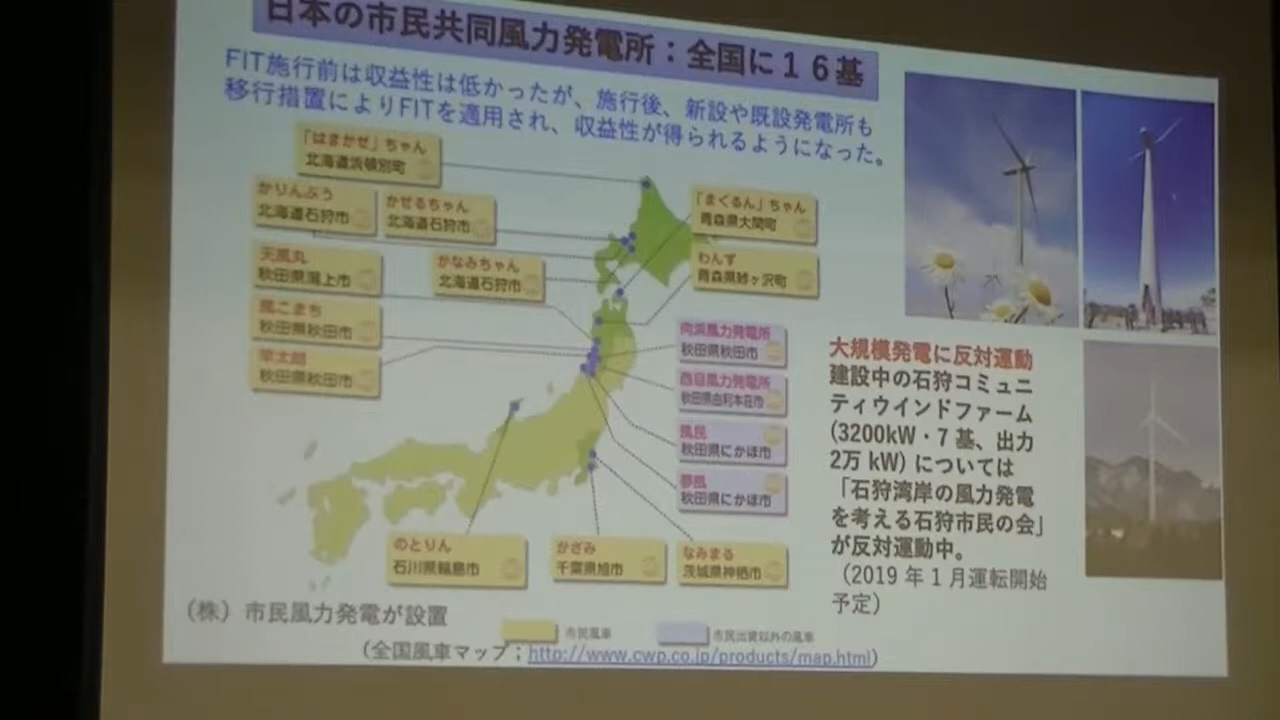 日本の市民共同風力発電所：全国に１６基
FIT施行前は収益性は低かったが、施行後、新設や既設発電所も
移行措置によりFITを適用され、収益性が得られるようになった。
「はまかぜ」ちゃん
北海道浜頓別町
かりんぷう
北海道石狩市
かぜるちゃん
北海道石狩市
「まぐるん」ちゃん
青森県大間町
天風丸
秋田県潟上市
かなみちゃん
北海道石狩市
わんず
青森県鰺ヶ沢町
風こまち
秋田県秋田市
竿太朗
秋田県秋田市
向浜風力発電所
秋田県秋田市
西目風力発電所
秋田県由利本荘市
風民
秋田県にかほ市
夢風
秋田県にかほ市
のとりん
石川県輪島市
かざみ
千葉県旭市
なみまる
茨城県神栖市
大規模発電に反対運動
建設中の石狩コミュニ
ティウインドファーム
(3200kW・7 基、出力
2万 kW) については
「石狩湾岸の風力発電
を考える石狩市民の会」
が反対運動中。
（2019 年 1 月運転開始
予定）
（株）市民風力発電が設置
市民風車
市民出資以外の風車
（全国風車マップ；http://www.cwp.co.jp/products/map.html）